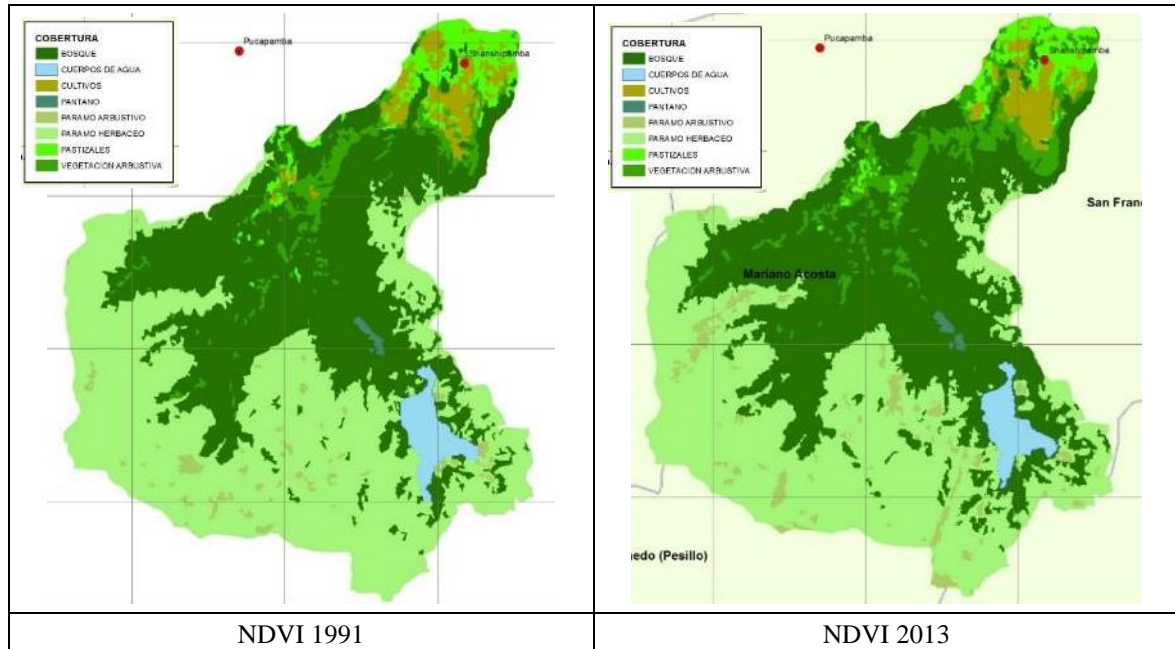 COBERTURA
BOSQUE
CUERPOS DE AGUA
CULTIVOS
PANTANO
PARAMO ARBUSTIVO
PARAMO HERBACEO
PASTIZALES
VEGETACION ARBUSTIVA
Pucapamba
Shanshipamba
NDVI 1991
COBERTURA
BOSQUE
CUERPOS DE AGUA
CULTIVOS
PANTANO
PARAMO ARBUSTIVO
PARAMO HERBACEO
PASTIZALES
VEGETACION ARBUSTIVA
Pucapamba
Shanshipamba
San Fran
Mariano Acosta
edo (Pesillo)
NDVI 2013